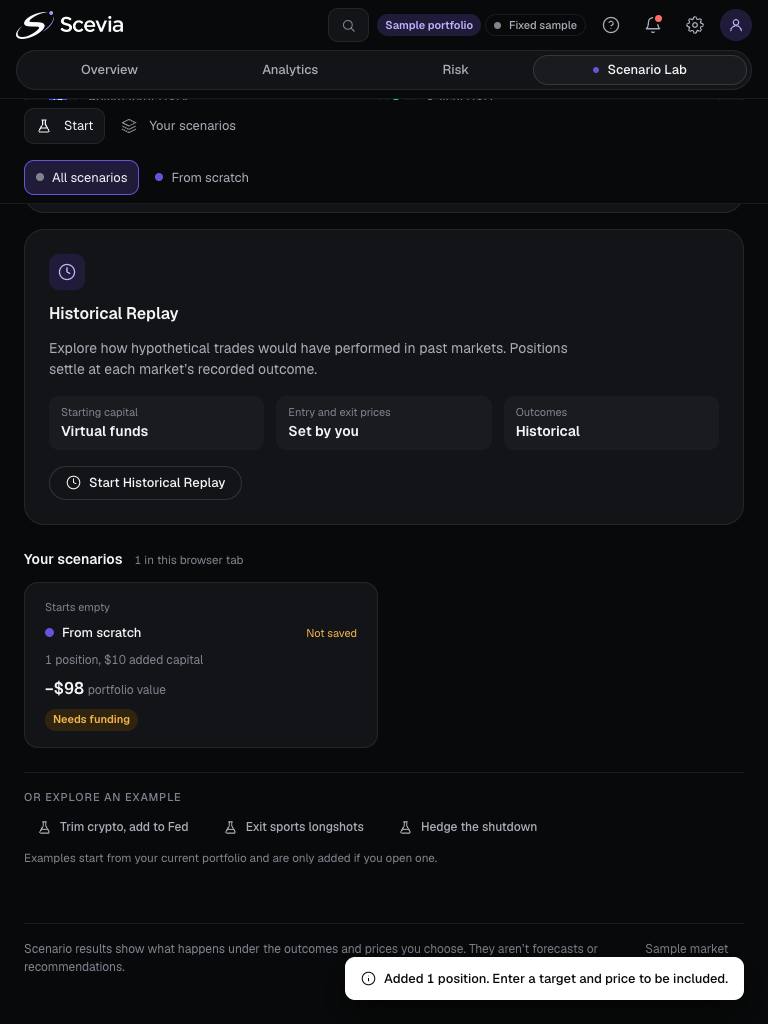 Scevia
Sample portfolio
Fixed sample
Overview
Analytics
Risk
Scenario Lab
Start
Your scenarios
All scenarios
From scratch
Historical Replay
Explore how hypothetical trades would have performed in past markets. Positions
settle at each market’s recorded outcome.
Starting capital
Virtual funds
Entry and exit prices
Set by you
Outcomes
Historical
Start Historical Replay
Your scenarios
1 in this browser tab
Starts empty
From scratch
Not saved
1 position, $10 added capital
–$98 portfolio value
Needs funding
OR EXPLORE AN EXAMPLE
Trim crypto, add to Fed
Exit sports longshots
Hedge the shutdown
Examples start from your current portfolio and are only added if you open one.
Scenario results show what happens under the outcomes and prices you choose. They aren’t forecasts or
recommendations.
Sample market
Added 1 position. Enter a target and price to be included.